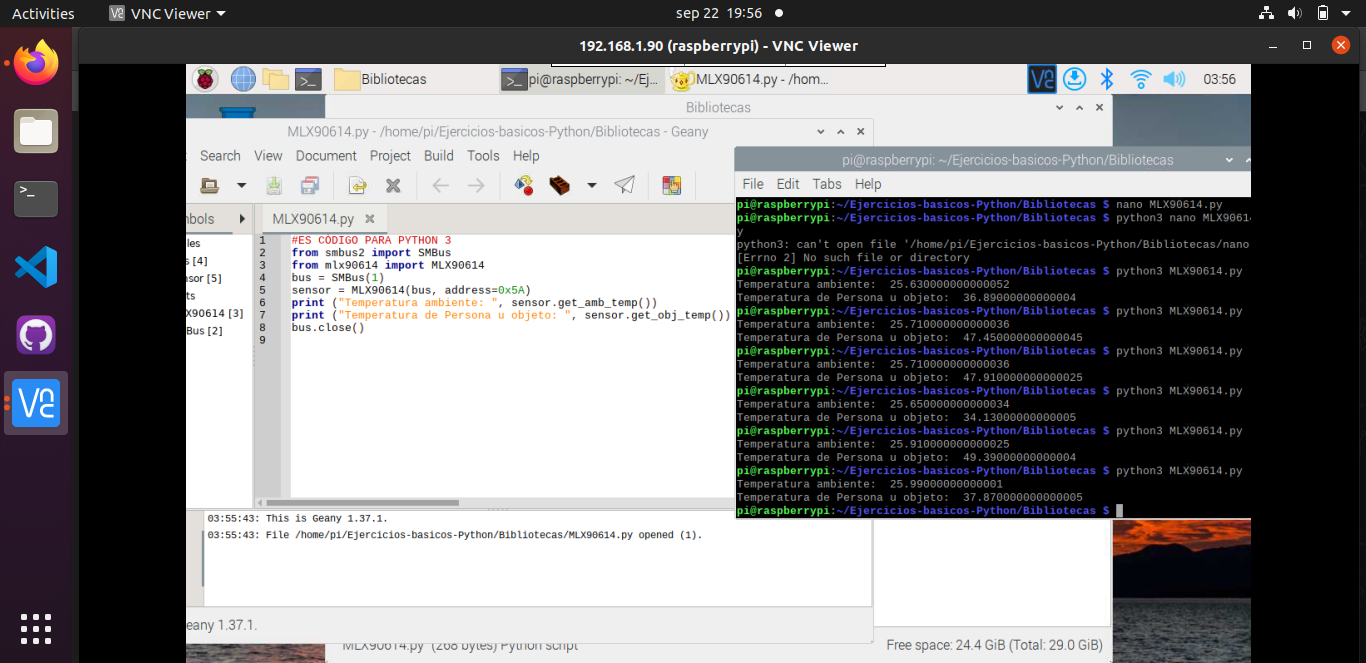 Activities
VNC Viewer
sep 22 19:56
192.168.1.90 (raspberrypi) - VNC Viewer
Bibliotecas
pi@raspberrypi: ~/Ej...
MLX90614.py - /hom...
03:56
Bibliotecas
MLX90614.py - /home/pi/Ejercicios-basicos-Python/Bibliotecas - Geany
Search View Document Project Build Tools Help
nbols
MLX90614.py
les
s [4]
nsor [5]
ts
X90614 [3]
Bus [2]
1 #ES CODIGO PARA PYTHON 3
2 from smbus2 import SMBus
3 from mlx90614 import MLX90614
4 bus = SMBus(1)
5 sensor = MLX90614(bus, address=0x5A)
6 print ("Temperatura ambiente: ", sensor.get_amb_temp())
7 print ("Temperatura de Persona u objeto: ", sensor.get_obj_temp())
8 bus.close()
9
03:55:43: This is Geany 1.37.1.
03:55:43: File /home/pi/Ejercicios-basicos-Python/Bibliotecas/MLX90614.py opened (1).
eany 1.37.1.
pi@raspberrypi: ~/Ejercicios-basicos-Python/Bibliotecas
File Edit Tabs Help
pi@raspberrypi:~/Ejercicios-basicos-Python/Bibliotecas $ nano MLX90614.py
pi@raspberrypi:~/Ejercicios-basicos-Python/Bibliotecas $ python3 nano MLX90614
y
python3: can't open file '/home/pi/Ejercicios-basicos-Python/Bibliotecas/nano
[Errno 2] No such file or directory
pi@raspberrypi:~/Ejercicios-basicos-Python/Bibliotecas $ python3 MLX90614.py
Temperatura ambiente:  25.630000000000052
Temperatura de Persona u objeto:  36.89000000000004
pi@raspberrypi:~/Ejercicios-basicos-Python/Bibliotecas $ python3 MLX90614.py
Temperatura ambiente:  25.710000000000036
Temperatura de Persona u objeto:  47.450000000000045
pi@raspberrypi:~/Ejercicios-basicos-Python/Bibliotecas $ python3 MLX90614.py
Temperatura ambiente:  25.710000000000036
Temperatura de Persona u objeto:  47.910000000000025
pi@raspberrypi:~/Ejercicios-basicos-Python/Bibliotecas $ python3 MLX90614.py
Temperatura ambiente:  25.650000000000034
Temperatura de Persona u objeto:  34.13000000000005
pi@raspberrypi:~/Ejercicios-basicos-Python/Bibliotecas $ python3 MLX90614.py
Temperatura ambiente:  25.910000000000025
Temperatura de Persona u objeto:  49.39000000000004
pi@raspberrypi:~/Ejercicios-basicos-Python/Bibliotecas $ python3 MLX90614.py
Temperatura ambiente:  25.99000000000001
Temperatura de Persona u objeto:  37.870000000000005
pi@raspberrypi:~/Ejercicios-basicos-Python/Bibliotecas $
MLX90614.py (268 bytes) Python script
Free space: 24.4 GiB (Total: 29.0 GiB)